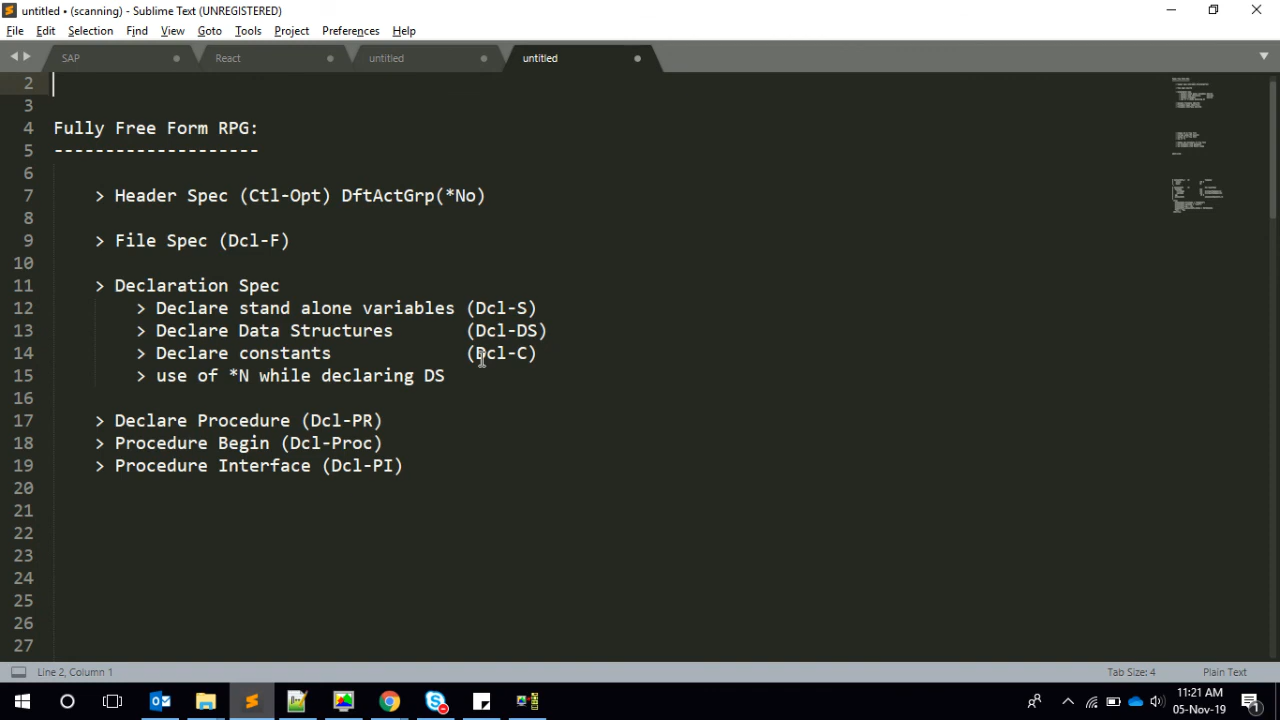 untitled • (scanning) - Sublime Text (UNREGISTERED)
File Edit Selection Find View Goto Tools Project Preferences Help
SAP React untitled untitled
2
3
4 Fully Free Form RPG:
5 --------------------
6
7 > Header Spec (Ctl-Opt) DftActGrp(*No)
8
9 > File Spec (Dcl-F)
10
11 > Declaration Spec
12 > Declare stand alone variables (Dcl-S)
13 > Declare Data Structures (Dcl-DS)
14 > Declare constants (Dcl-C)
15 > use of *N while declaring DS
16
17 > Declare Procedure (Dcl-PR)
18 > Procedure Begin (Dcl-Proc)
19 > Procedure Interface (Dcl-PI)
20
21
22
23
24
25
26
27
Line 2, Column 1 Tab Size: 4 Plain Text
11:21 AM
05-Nov-19
1